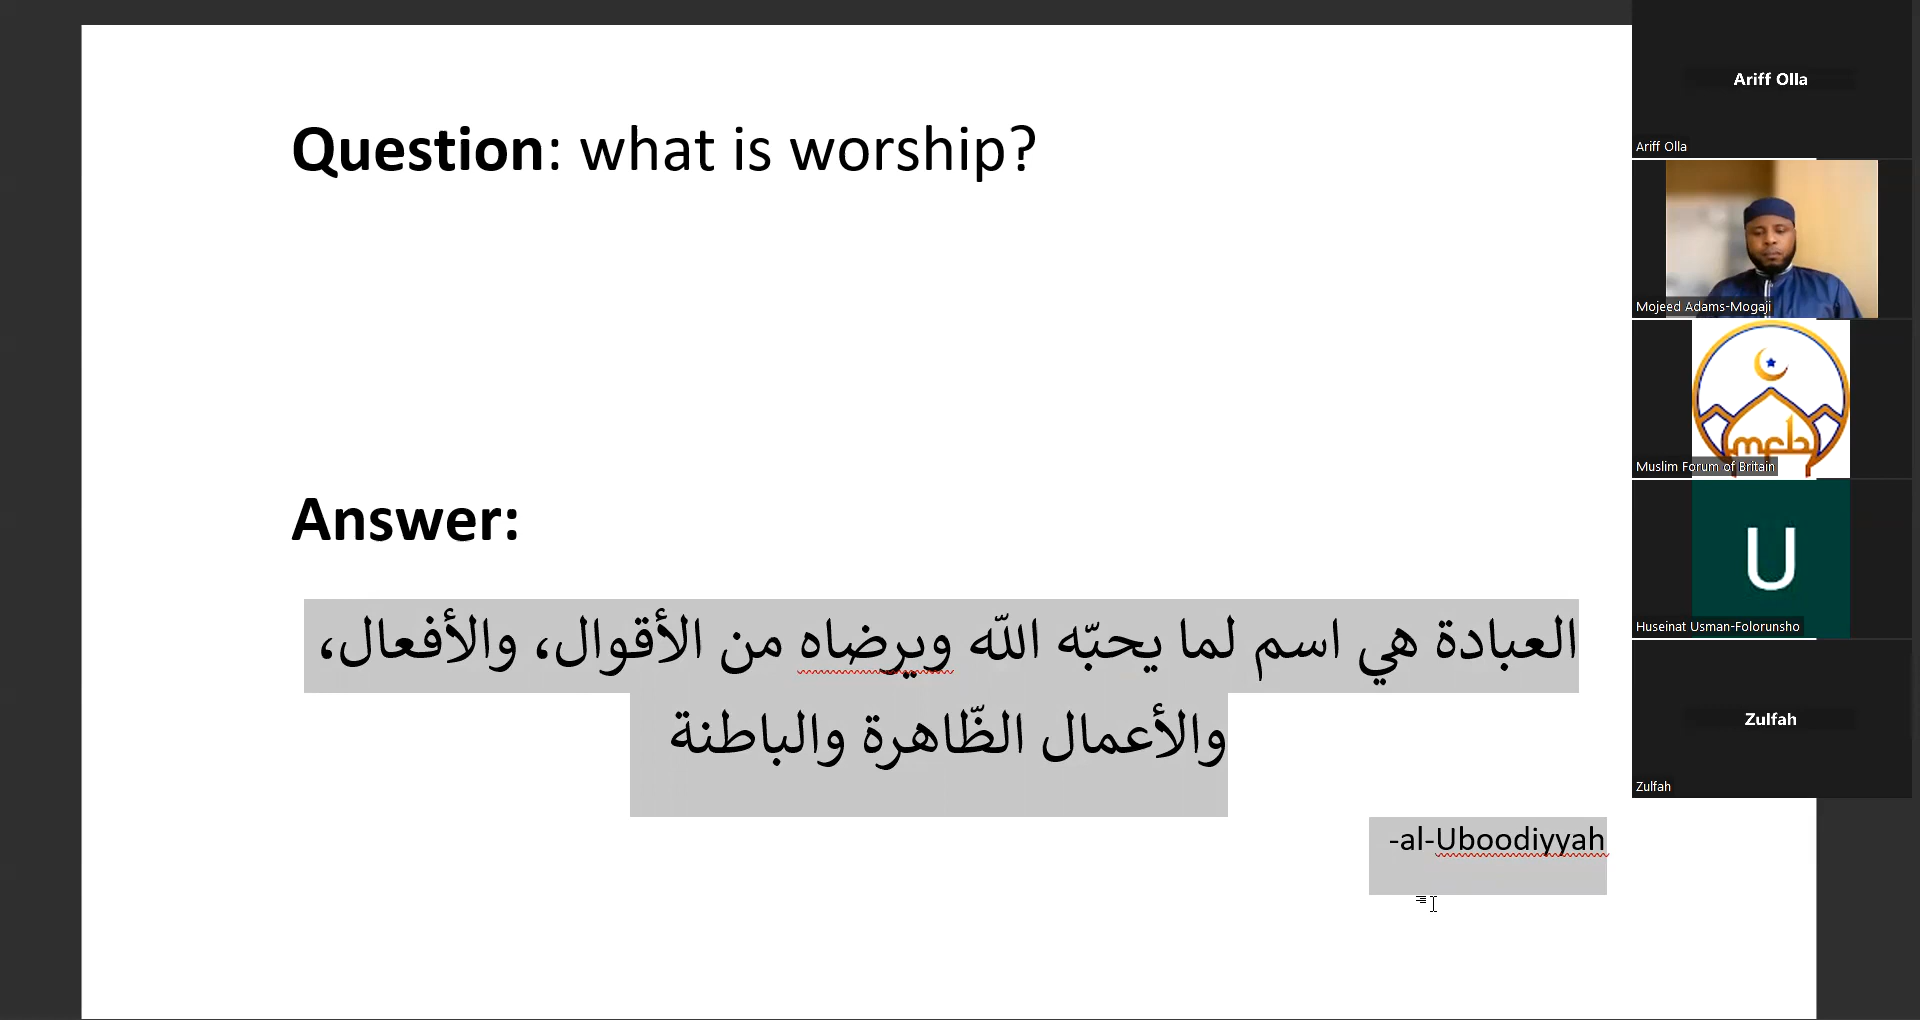 Question: what is worship?
Answer:
العبادة هي اسم لما يحبّه الله ويرضاه من الأقوال، والأفعال،
والأعمال الظّاهرة والباطنة
-al-Uboodiyyah
Ariff Olla
Ariff Olla
Mojeed Adams-Mogaji
mfb
Muslim Forum of Britain
U
Huseinat Usman-Folorunsho
Zulfah
Zulfah